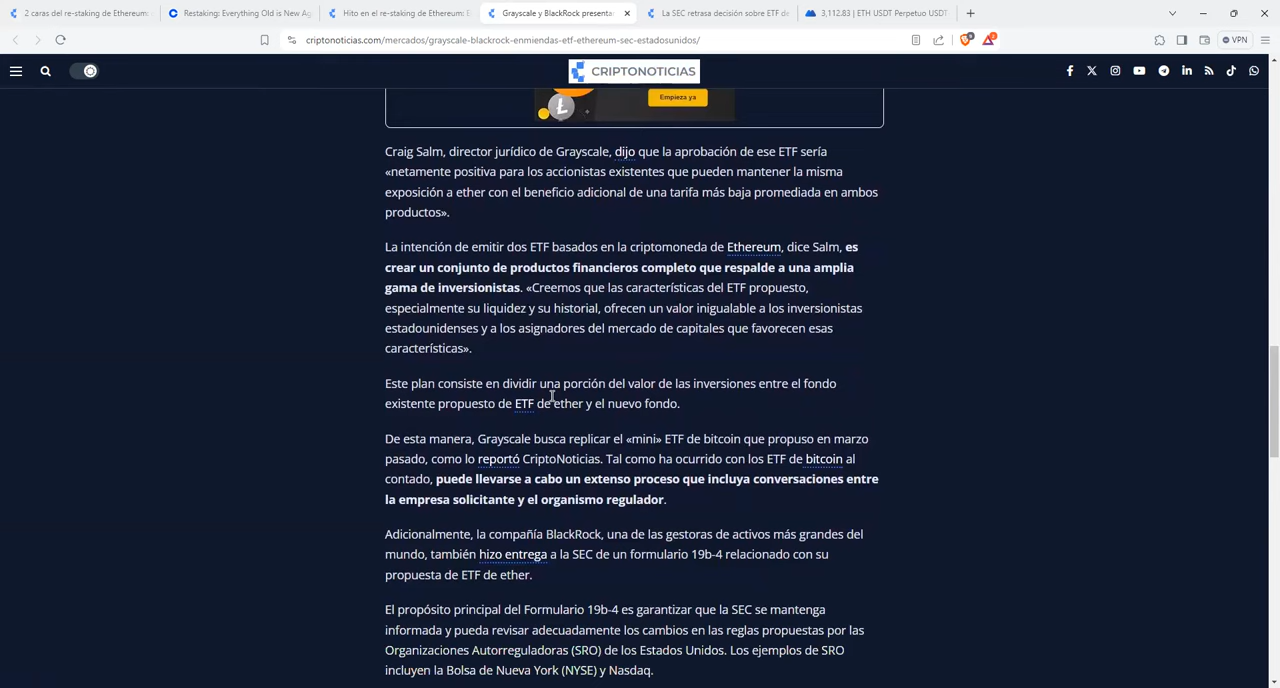 2 caras del re-staking de Ethereum:
Restaking: Everything Old is New Ag
Hito en el re-staking de Ethereum: E
Grayscale y BlackRock presentan
La SEC retrasa decisión sobre ETF de
3,112.83 | ETH USDT Perpetuo USDT
criptonoticias.com/mercados/grayscale-blackrock-enmiendas-etf-ethereum-sec-estadosunidos/
VPN
CRIPTONOTICIAS
Empieza ya
Craig Salm, director jurídico de Grayscale, dijo que la aprobación de ese ETF sería
«netamente positiva para los accionistas existentes que pueden mantener la misma
exposición a ether con el beneficio adicional de una tarifa más baja promediada en ambos
productos».
La intención de emitir dos ETF basados en la criptomoneda de Ethereum, dice Salm, es
crear un conjunto de productos financieros completo que respalde a una amplia
gama de inversionistas. «Creemos que las características del ETF propuesto,
especialmente su liquidez y su historial, ofrecen un valor inigualable a los inversionistas
estadounidenses y a los asignadores del mercado de capitales que favorecen esas
características».
Este plan consiste en dividir una porción del valor de las inversiones entre el fondo
existente propuesto de ETF de ether y el nuevo fondo.
De esta manera, Grayscale busca replicar el «mini» ETF de bitcoin que propuso en marzo
pasado, como lo reportó CriptoNoticias. Tal como ha ocurrido con los ETF de bitcoin al
contado, puede llevarse a cabo un extenso proceso que incluya conversaciones entre
la empresa solicitante y el organismo regulador.
Adicionalmente, la compañía BlackRock, una de las gestoras de activos más grandes del
mundo, también hizo entrega a la SEC de un formulario 19b-4 relacionado con su
propuesta de ETF de ether.
El propósito principal del Formulario 19b-4 es garantizar que la SEC se mantenga
informada y pueda revisar adecuadamente los cambios en las reglas propuestas por las
Organizaciones Autorreguladoras (SRO) de los Estados Unidos. Los ejemplos de SRO
incluyen la Bolsa de Nueva York (NYSE) y Nasdaq.